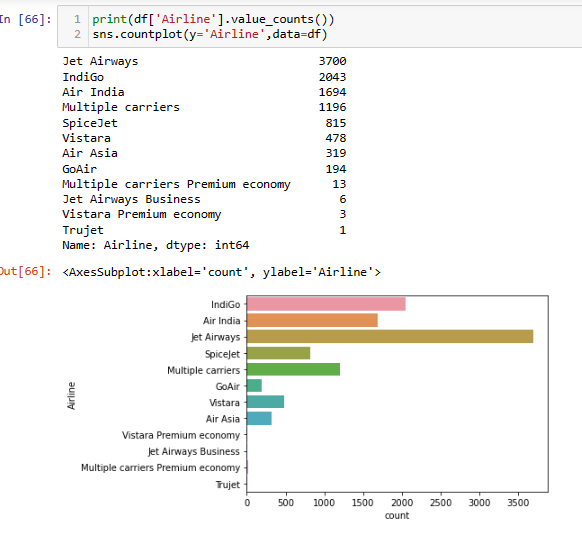 In [66]:
1 print(df['Airline'].value_counts())
2 sns.countplot(y='Airline',data=df)
Jet Airways 3700
IndiGo 2043
Air India 1694
Multiple carriers 1196
SpiceJet 815
Vistara 478
Air Asia 319
GoAir 194
Multiple carriers Premium economy 13
Jet Airways Business 6
Vistara Premium economy 3
Trujet 1
Name: Airline, dtype: int64
Out[66]: <AxesSubplot:xlabel='count', ylabel='Airline'>
IndiGo
Air India
Jet Airways
SpiceJet
Multiple carriers
GoAir
Vistara
Air Asia
Vistara Premium economy
Jet Airways Business
Multiple carriers Premium economy
Trujet
Airline
0 500 1000 1500 2000 2500 3000 3500
count